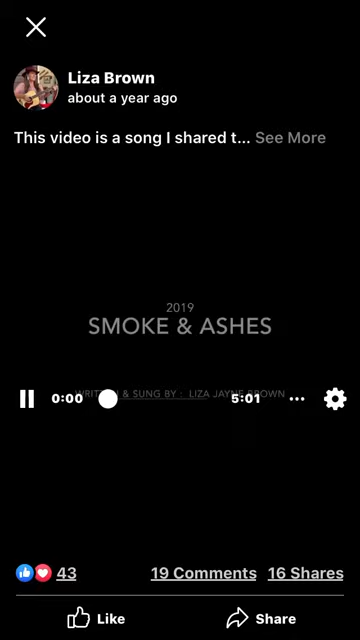 Liza Brown
about a year ago
This video is a song I shared t... See More
2019
SMOKE & ASHES
WRITTEN & SUNG BY : LIZA JAYNE BROWN
0:00
5:01
43
19 Comments
16 Shares
Like
Share